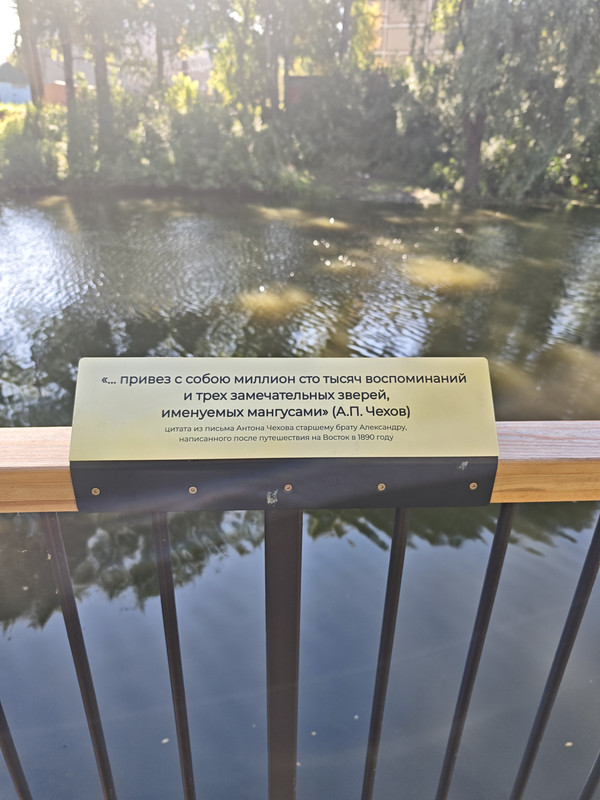 «... привез с собою миллион сто тысяч воспоминаний
и трех замечательных зверей,
именуемых мангусами» (А.П. Чехов)
цитата из письма Антона Чехова старшему брату Александру,
написанного после путешествия на Восток в 1890 году